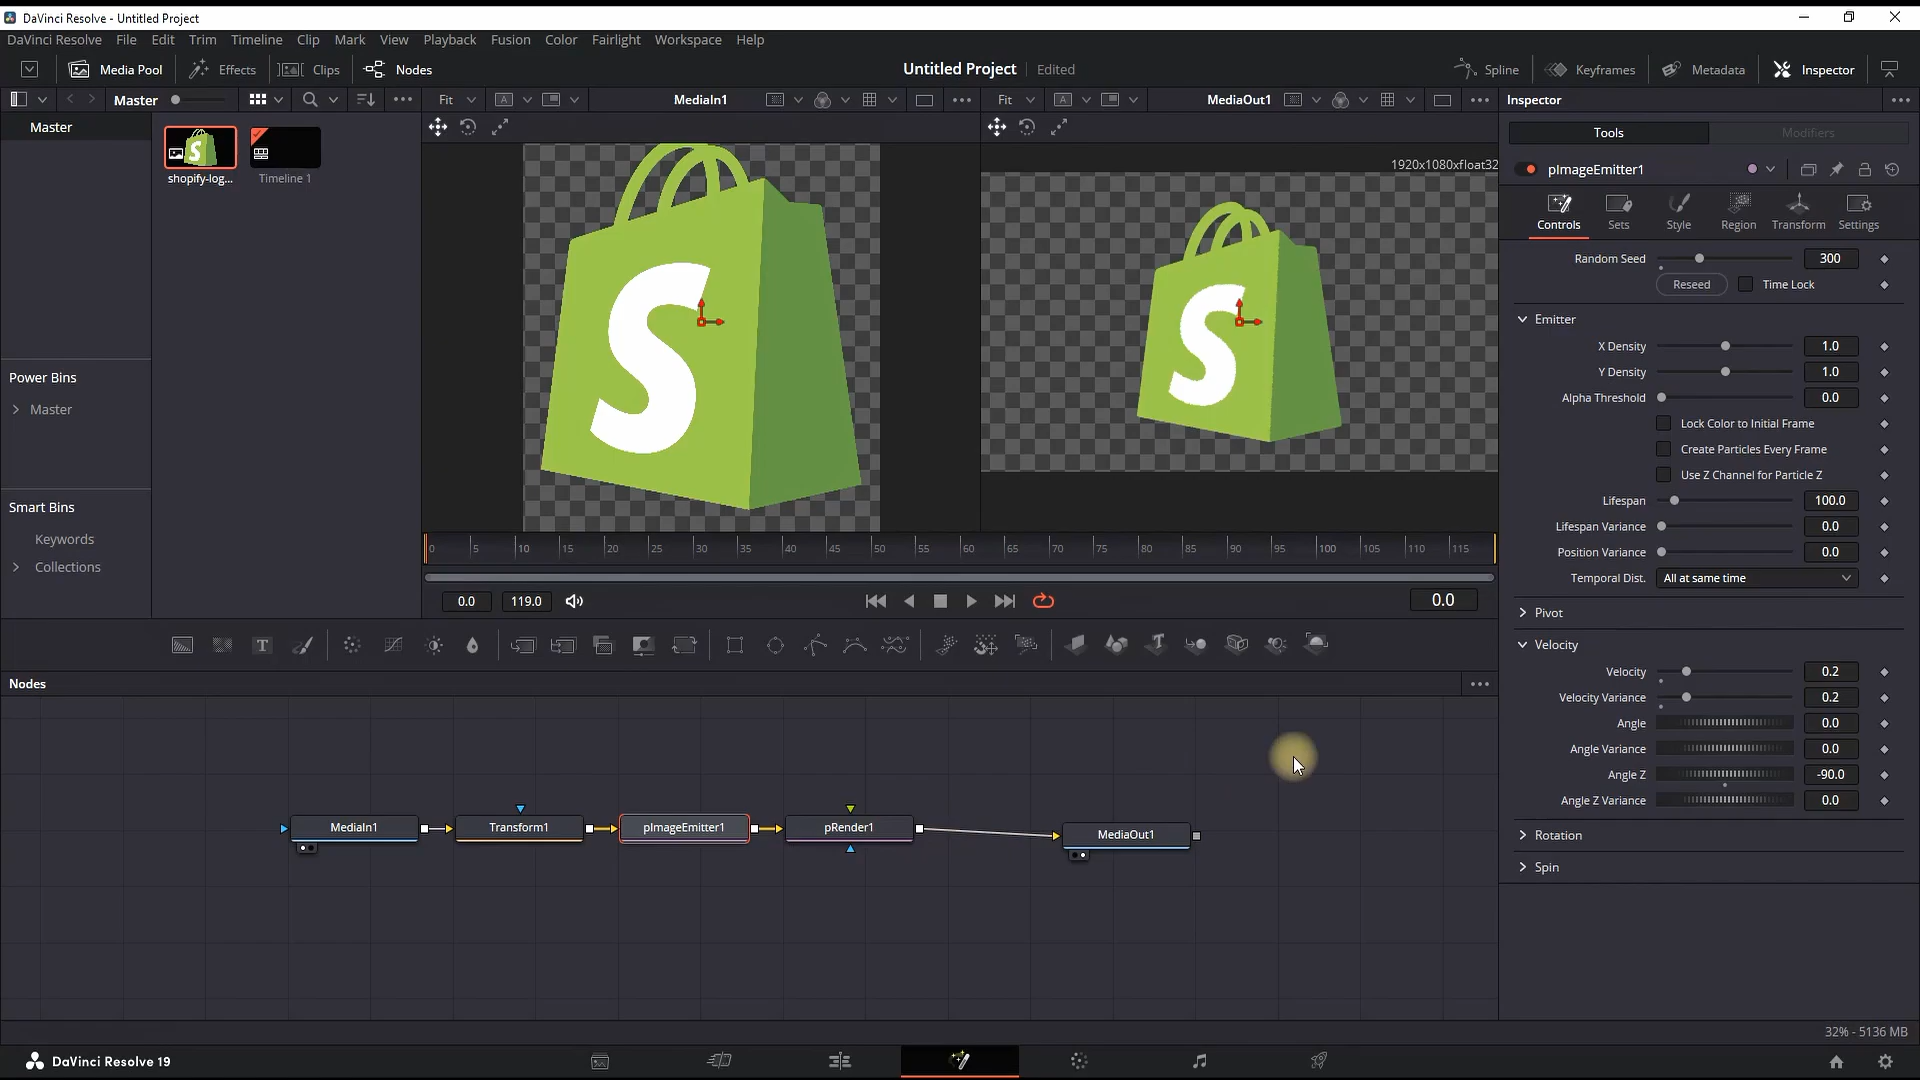 DaVinci Resolve - Untitled Project
DaVinci Resolve File Edit Trim Timeline Clip Mark View Playback Fusion Color Fairlight Workspace Help
Media Pool Effects Clips Nodes Untitled Project Edited Spline Keyframes Metadata Inspector
Master Fit A MediaIn1 Fit A MediaOut1 Inspector
Master
Tools Modifiers
shopify-log...
Timeline 1
1920x1080xfloat32
pImageEmitter1
Controls Sets Style Region Transform Settings
Random Seed 300
Reseed Time Lock
Emitter
X Density 1.0
Y Density 1.0
Alpha Threshold 0.0
Lock Color to Initial Frame
Create Particles Every Frame
Use Z Channel for Particle Z
Lifespan 100.0
Lifespan Variance 0.0
Position Variance 0.0
Temporal Dist. All at same time
Pivot
Velocity
Velocity 0.2
Velocity Variance 0.2
Angle 0.0
Angle Variance 0.0
Angle Z -90.0
Angle Z Variance 0.0
Rotation
Spin
Power Bins
Master
Smart Bins
Keywords
Collections
S
S
0 5 10 15 20 25 30 35 40 45 50 55 60 65 70 75 80 85 90 95 100 105 110 115
0.0 119.0 0.0
T T
Nodes
MediaIn1 Transform1 pImageEmitter1 pRender1 MediaOut1
32% - 5136 MB
DaVinci Resolve 19